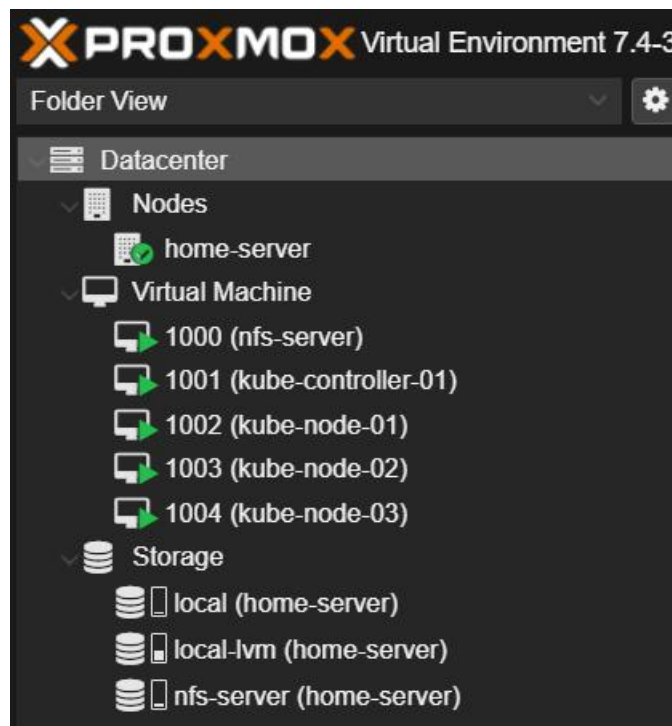 PROXMOX Virtual Environment 7.4-3
Folder View
Datacenter
Nodes
home-server
Virtual Machine
1000 (nfs-server)
1001 (kube-controller-01)
1002 (kube-node-01)
1003 (kube-node-02)
1004 (kube-node-03)
Storage
local (home-server)
local-lvm (home-server)
nfs-server (home-server)